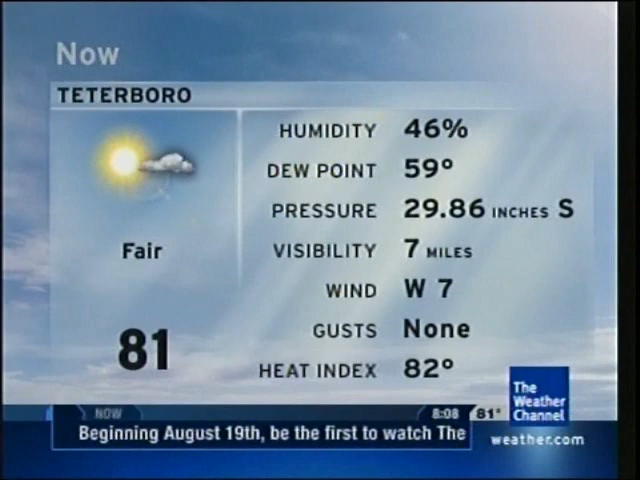 Now
TETERBORO
HUMIDITY 46%
DEW POINT 59°
PRESSURE 29.86 INCHES S
VISIBILITY 7 MILES
Fair
WIND W 7
GUSTS None
81
HEAT INDEX 82°
The
Weather
Channel
NOW 8:08 81°
Beginning August 19th, be the first to watch The
weather.com